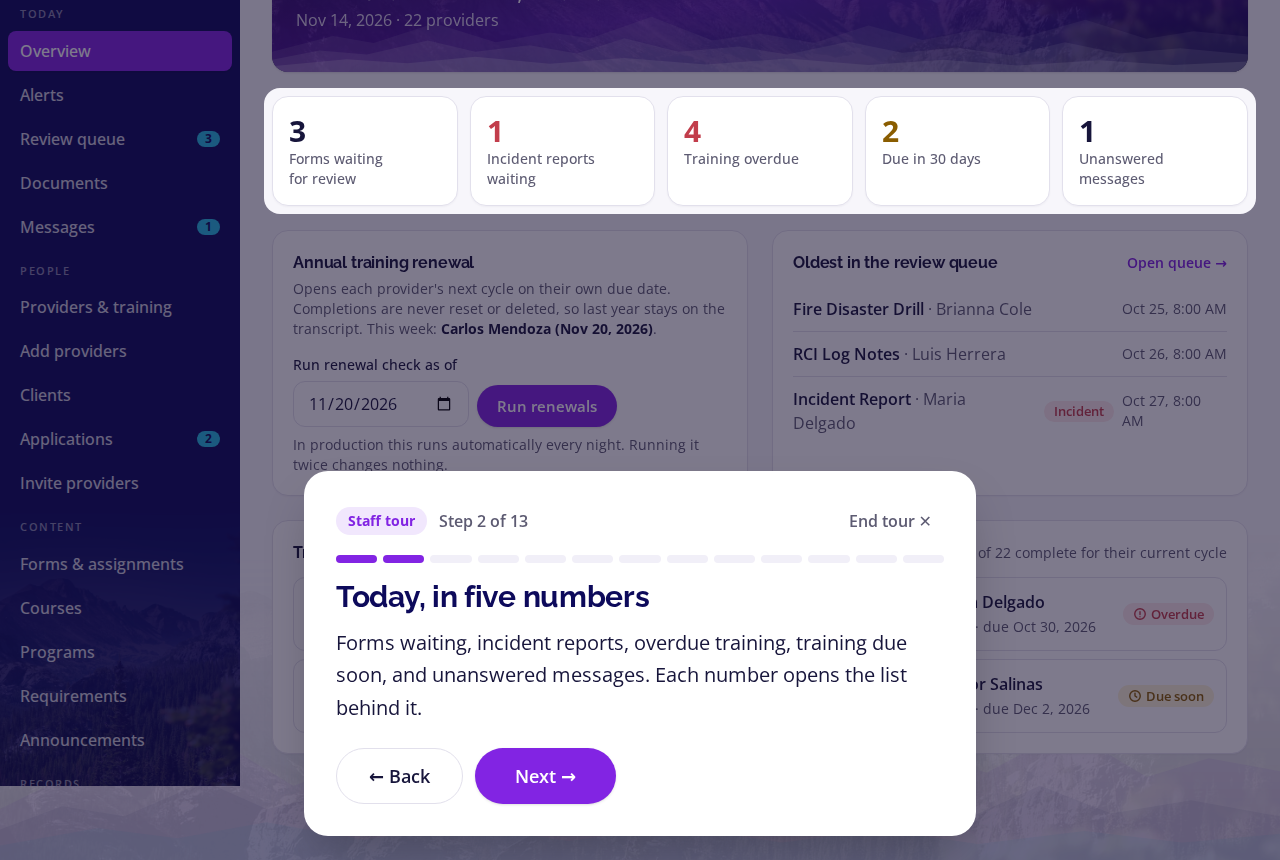 TODAY
Overview
Alerts
Review queue 3
Documents
Messages 1
PEOPLE
Providers & training
Add providers
Clients
Applications 2
Invite providers
CONTENT
Forms & assignments
Courses
Programs
Requirements
Announcements
RECORDS
Nov 14, 2026 · 22 providers
3
Forms waiting
for review
1
Incident reports
waiting
4
Training overdue
2
Due in 30 days
1
Unanswered
messages
Annual training renewal
Opens each provider's next cycle on their own due date.
Completions are never reset or deleted, so last year stays on the
transcript. This week: Carlos Mendoza (Nov 20, 2026).
Run renewal check as of
11/20/2026
Run renewals
In production this runs automatically every night. Running it
twice changes nothing.
Oldest in the review queue
Open queue →
Fire Disaster Drill · Brianna Cole
Oct 25, 8:00 AM
RCI Log Notes · Luis Herrera
Oct 26, 8:00 AM
Incident Report · Maria
Delgado
Incident
Oct 27, 8:00
AM
of 22 complete for their current cycle
Delgado
· due Oct 30, 2026
Overdue
Salinas
· due Dec 2, 2026
Due soon
Staff tour
Step 2 of 13
End tour ✕
Today, in five numbers
Forms waiting, incident reports, overdue training, training due
soon, and unanswered messages. Each number opens the list
behind it.
← Back
Next →